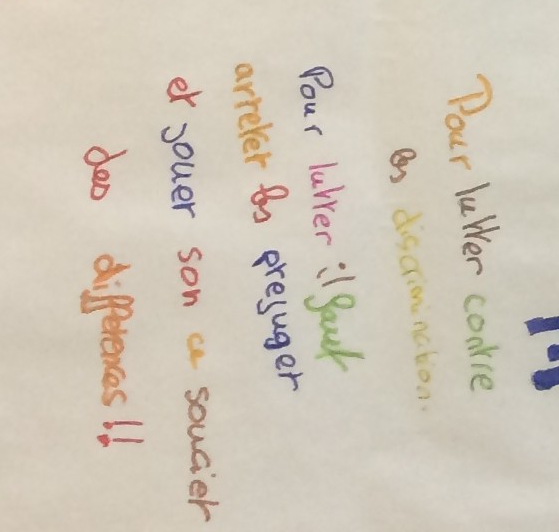 Pour lutter contre
les discrimination.
Pour lutter il faut
arreter les prejuger
et jouer son ce soucier
des differences !!